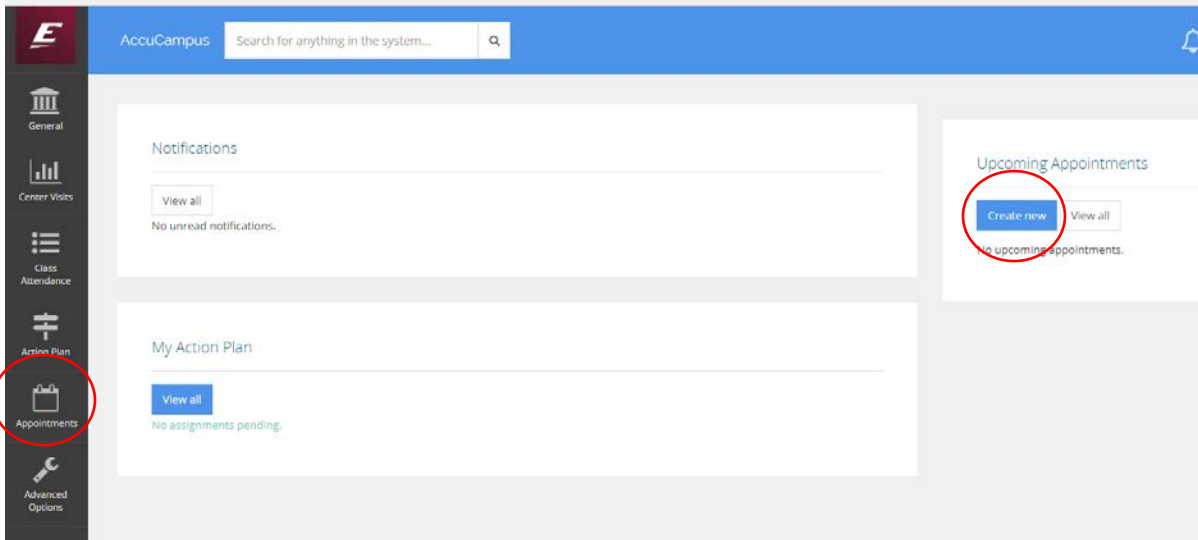 E
AccuCampus
Search for anything in the system...
General
Center Visits
Class
Attendance
Action Plan
Appointments
Advanced
Options
Notifications
View all
No unread notifications.
My Action Plan
View all
No assignments pending.
Upcoming Appointments
Create new View all
No upcoming appointments.